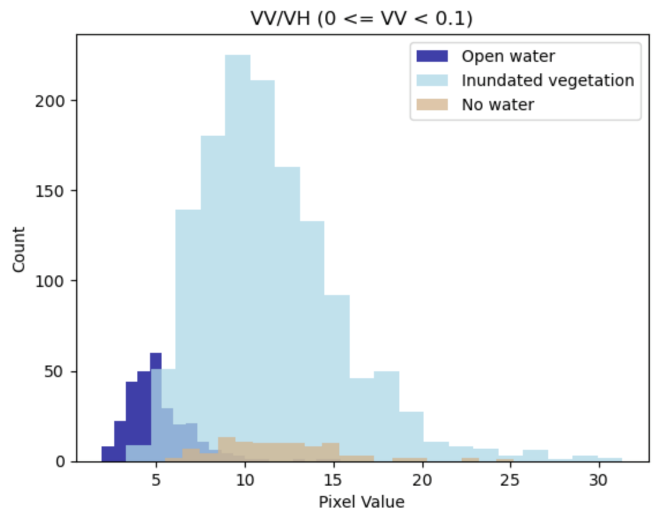 VV/VH (0 <= VV < 0.1)
Open water
Inundated vegetation
No water
200
150
100
50
0
Count
5 10 15 20 25 30
Pixel Value